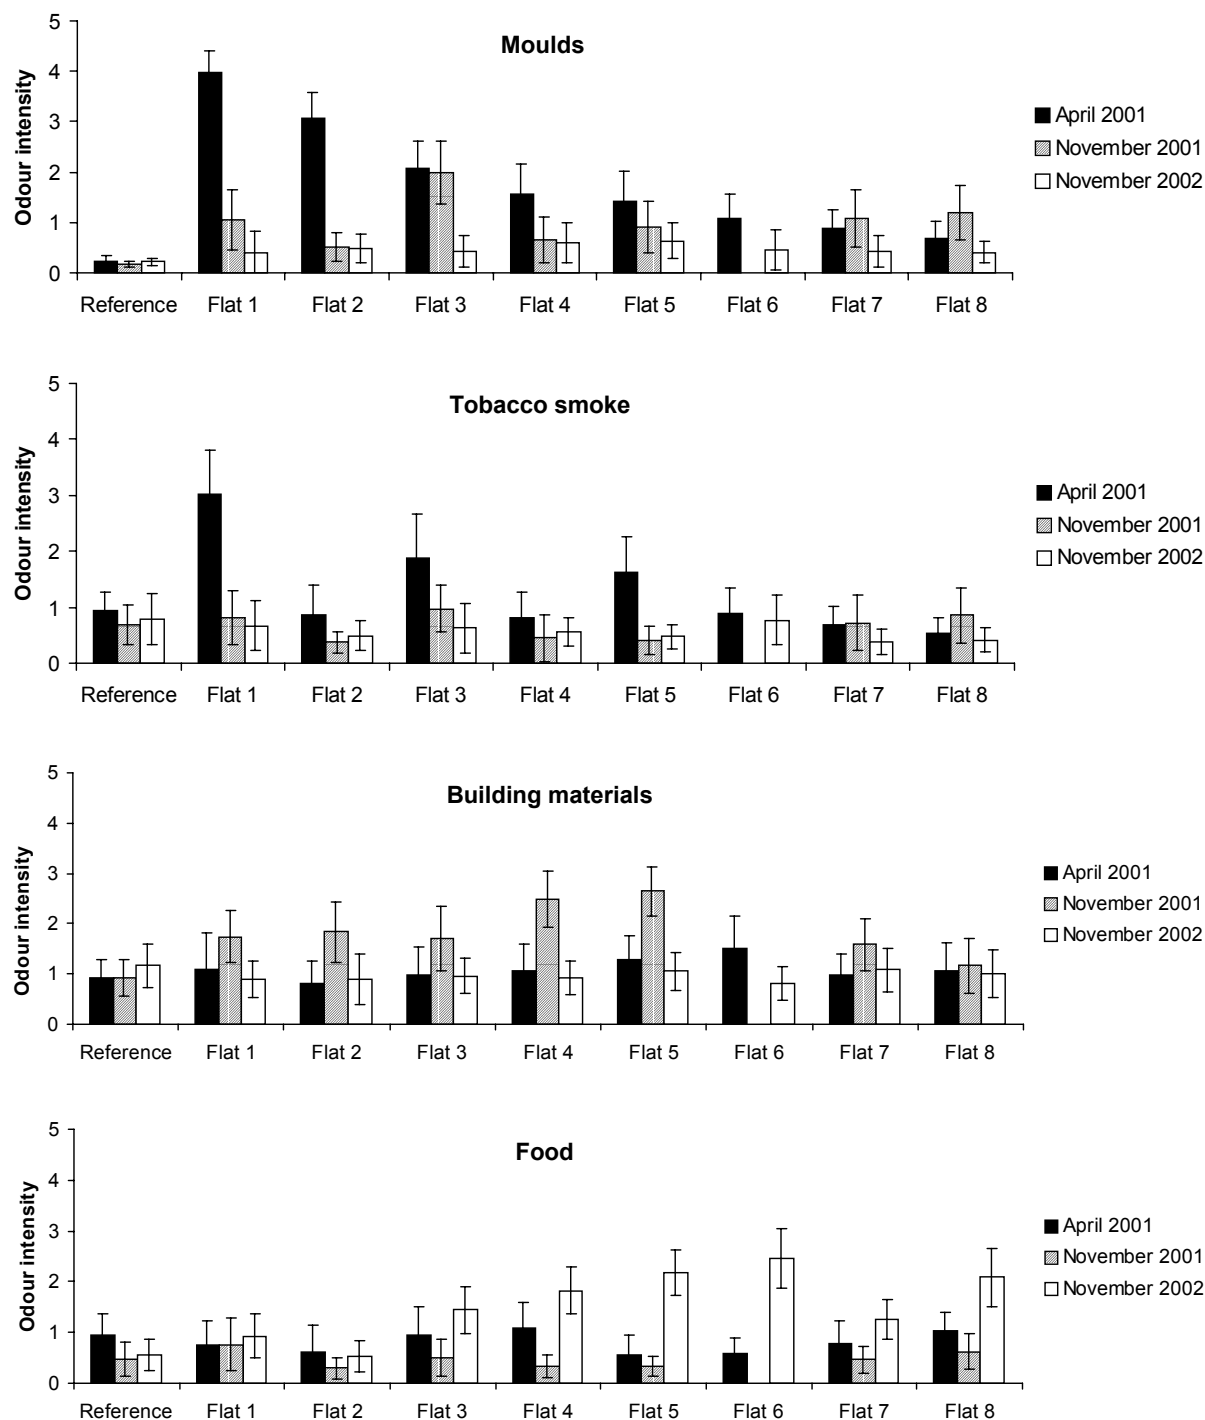 Moulds
Odour intensity
5
4
3
2
1
0
Reference Flat 1 Flat 2 Flat 3 Flat 4 Flat 5 Flat 6 Flat 7 Flat 8
April 2001
November 2001
November 2002
Tobacco smoke
Odour intensity
5
4
3
2
1
0
Reference Flat 1 Flat 2 Flat 3 Flat 4 Flat 5 Flat 6 Flat 7 Flat 8
April 2001
November 2001
November 2002
Building materials
Odour intensity
5
4
3
2
1
0
Reference Flat 1 Flat 2 Flat 3 Flat 4 Flat 5 Flat 6 Flat 7 Flat 8
April 2001
November 2001
November 2002
Food
Odour intensity
5
4
3
2
1
0
Reference Flat 1 Flat 2 Flat 3 Flat 4 Flat 5 Flat 6 Flat 7 Flat 8
April 2001
November 2001
November 2002